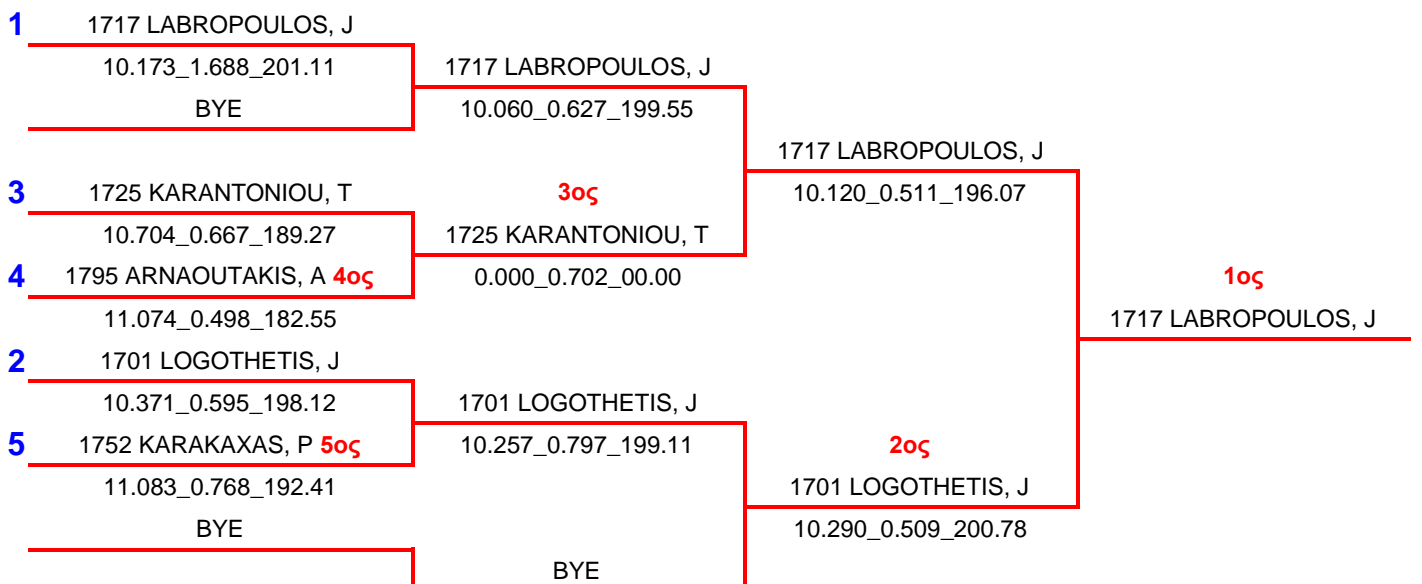 1 1717 LABROPOULOS, J
10.173_1.688_201.11
BYE
3 1725 KARANTONIOU, T
10.704_0.667_189.27
4 1795 ARNAOUTAKIS, A 4ος
11.074_0.498_182.55
2 1701 LOGOTHETIS, J
10.371_0.595_198.12
5 1752 KARAKAXAS, P 5ος
11.083_0.768_192.41
BYE
1717 LABROPOULOS, J
10.060_0.627_199.55
3ος
1725 KARANTONIOU, T
0.000_0.702_00.00
1701 LOGOTHETIS, J
10.257_0.797_199.11
BYE
1717 LABROPOULOS, J
10.120_0.511_196.07
2ος
1701 LOGOTHETIS, J
10.290_0.509_200.78
1ος
1717 LABROPOULOS, J